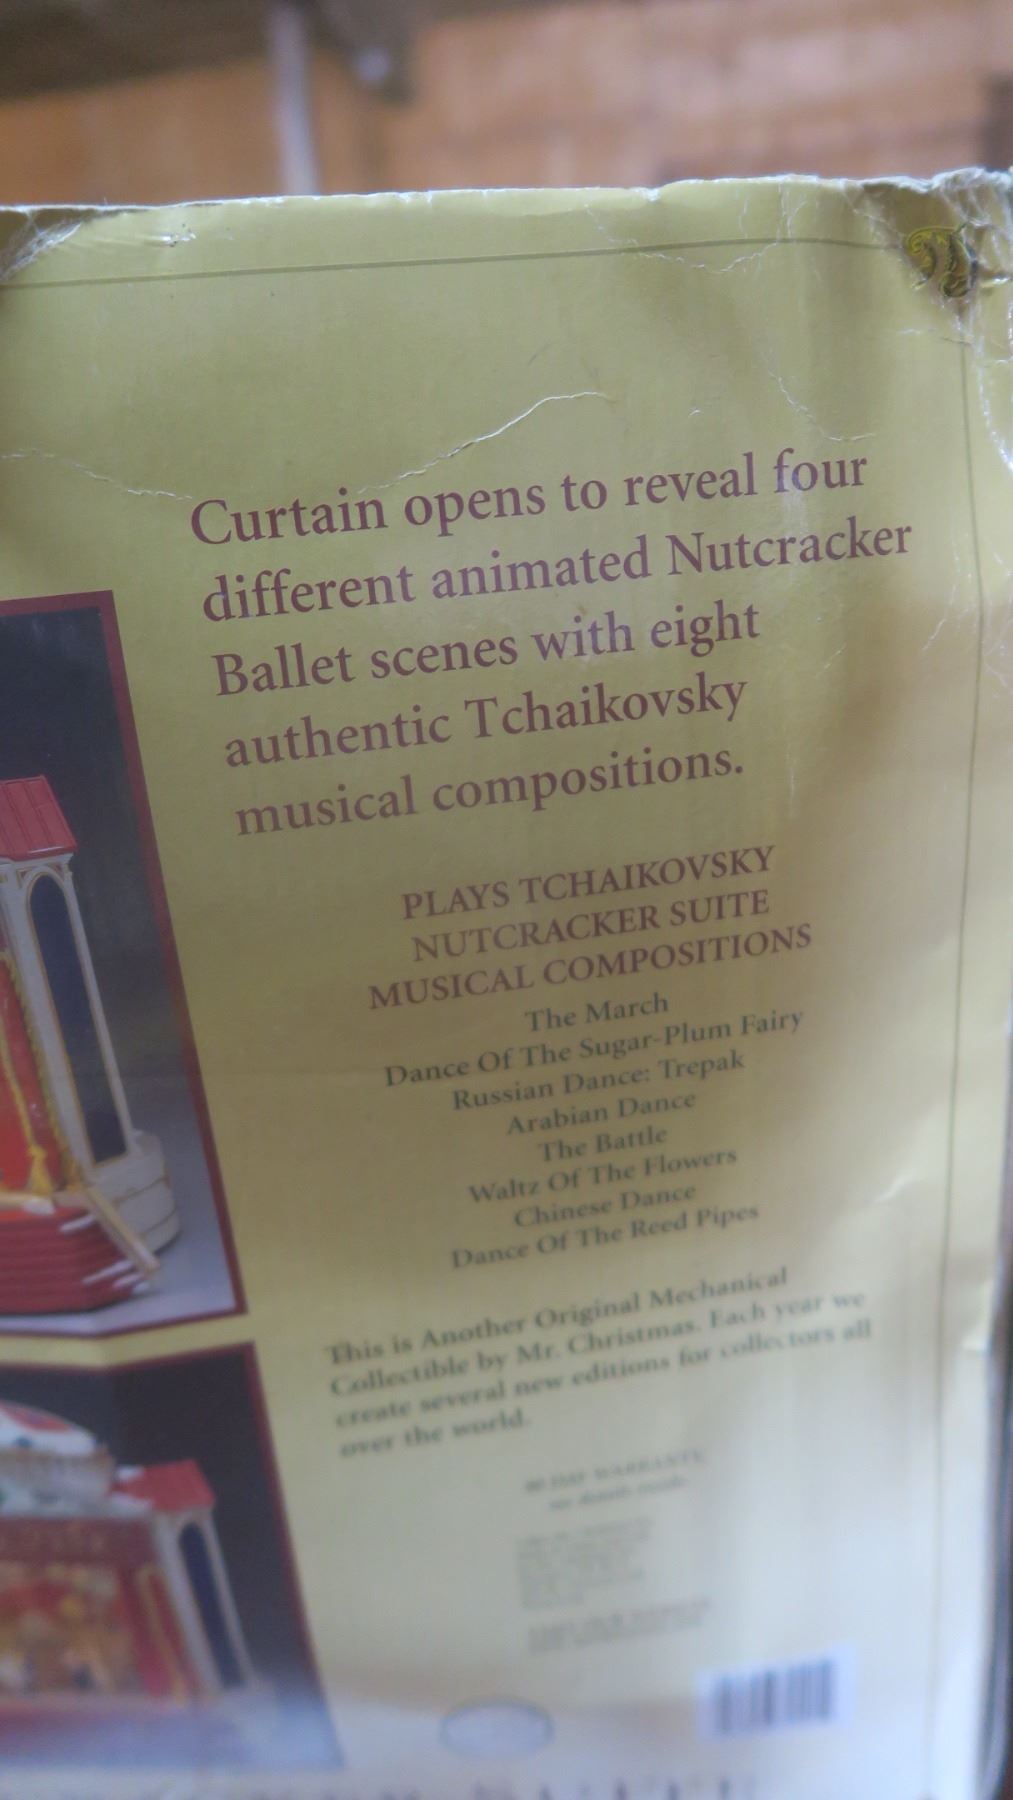 Curtain opens to reveal four
different animated Nutcracker
Ballet scenes with eight
authentic Tchaikovsky
musical compositions.
PLAYS TCHAIKOVSKY
NUTCRACKER SUITE
MUSICAL COMPOSITIONS
The March
Dance Of The Sugar-Plum Fairy
Russian Dance: Trepak
Arabian Dance
The Battle
Waltz Of The Flowers
Chinese Dance
Dance Of The Reed Pipes
This is Another Original Mechanical
Collectible by Mr. Christmas. Each year we
create several new editions for collectors all
over the world.
DAY WARRANTY